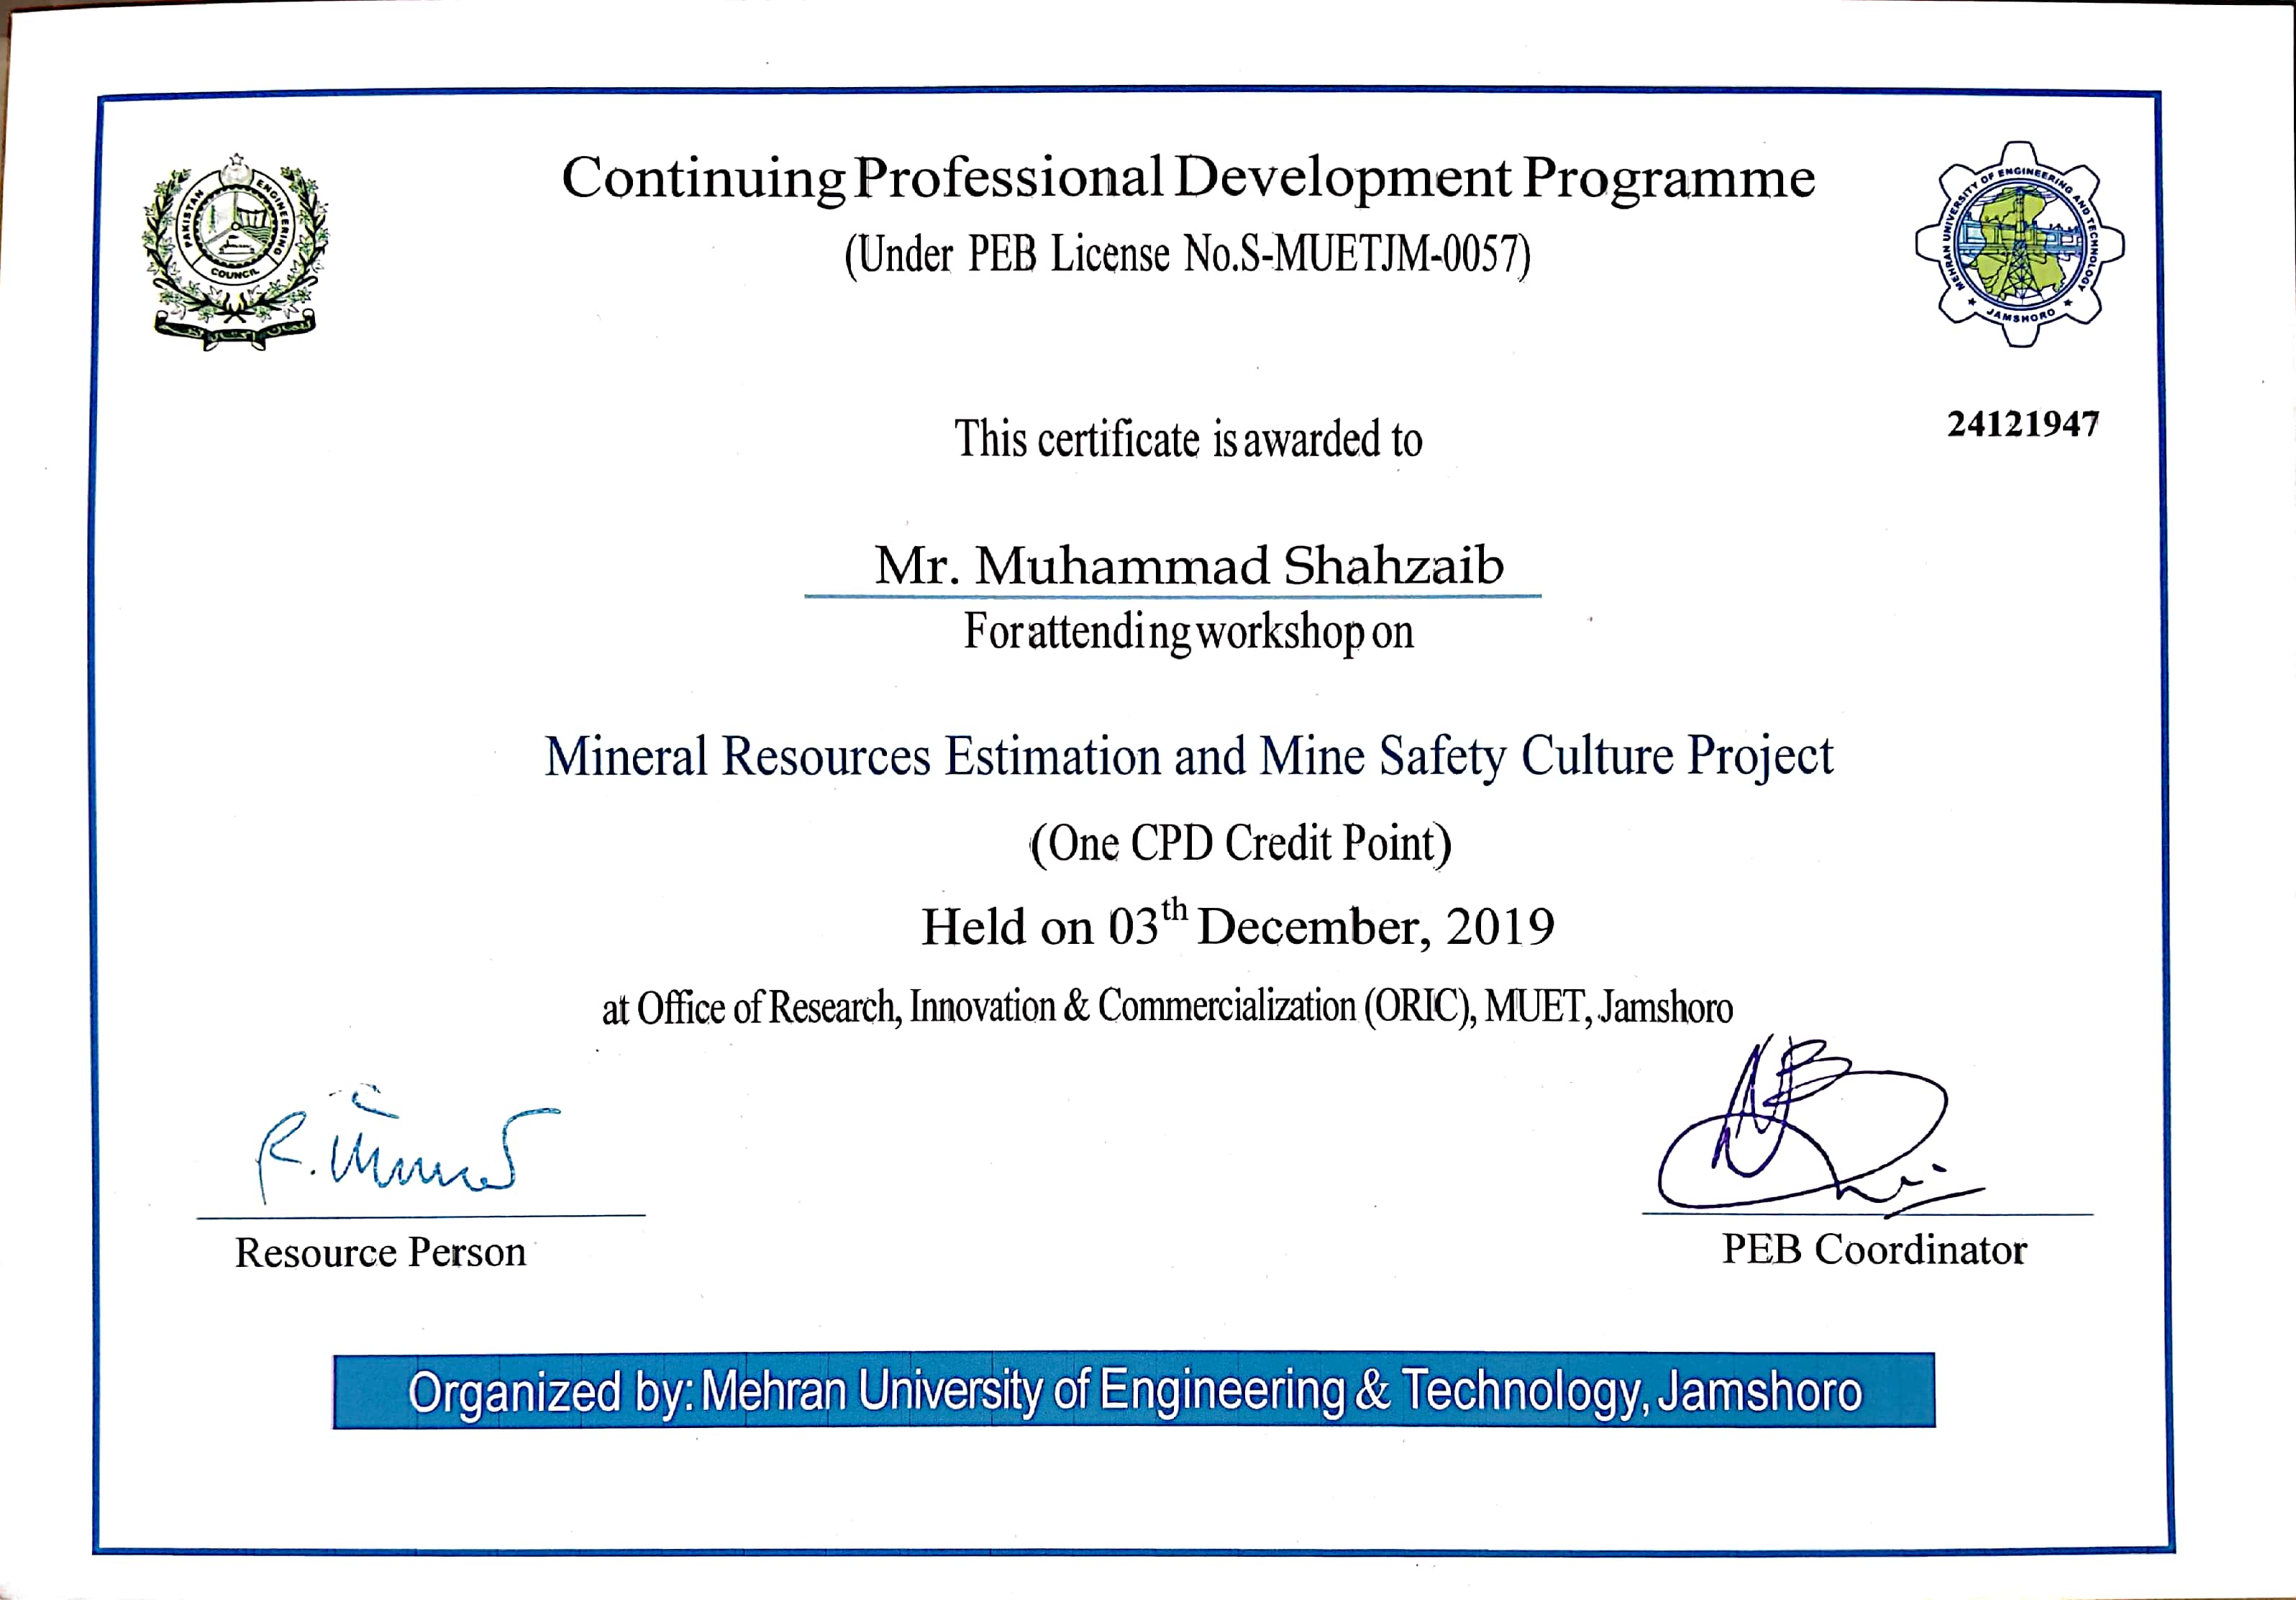 PAKISTAN ENGINEERING COUNCIL
MEHRAN UNIVERSITY OF ENGINEERING AND TECHNOLOGY
★ JAMSHORO ★
Continuing Professional Development Programme
(Under PEB License No.S-MUETJM-0057)
24121947
This certificate is awarded to
Mr. Muhammad Shahzaib
For attending workshop on
Mineral Resources Estimation and Mine Safety Culture Project
(One CPD Credit Point)
Held on 03th December, 2019
at Office of Research, Innovation & Commercialization (ORIC), MUET, Jamshoro
Resource Person
PEB Coordinator
Organized by: Mehran University of Engineering & Technology, Jamshoro